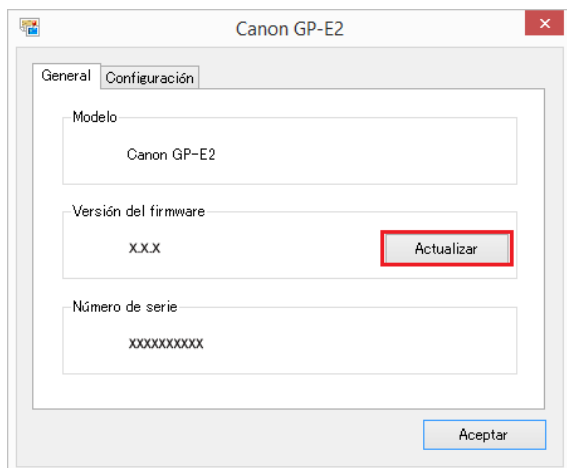 Canon GP-E2
General Configuración
Modelo
Canon GP-E2
Versión del firmware
X.X.X Actualizar
Número de serie
XXXXXXXXXX
Aceptar